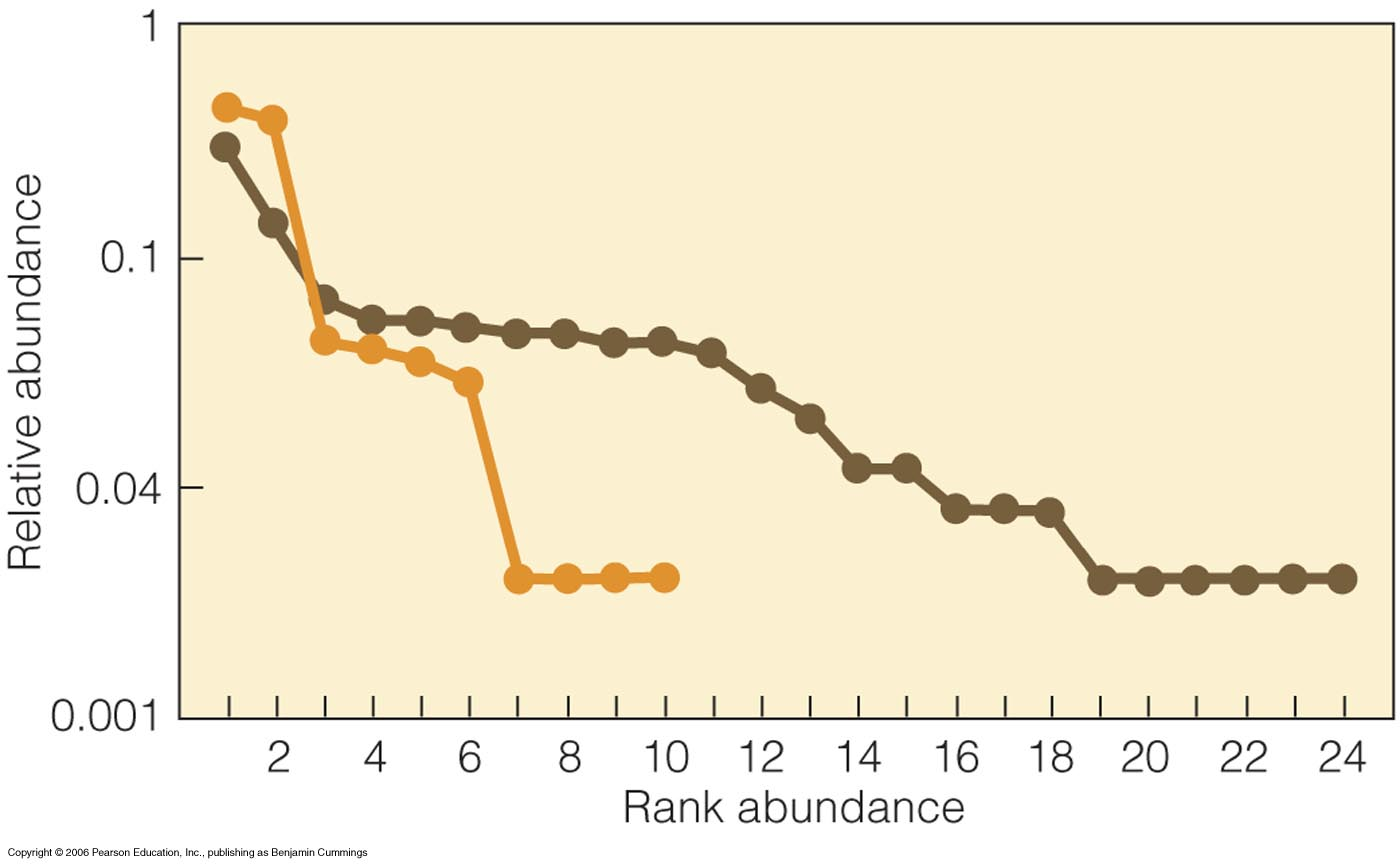 1
0.1
0.04
0.001
Relative abundance
2 4 6 8 10 12 14 16 18 20 22 24
Rank abundance
Copyright © 2006 Pearson Education, Inc., publishing as Benjamin Cummings